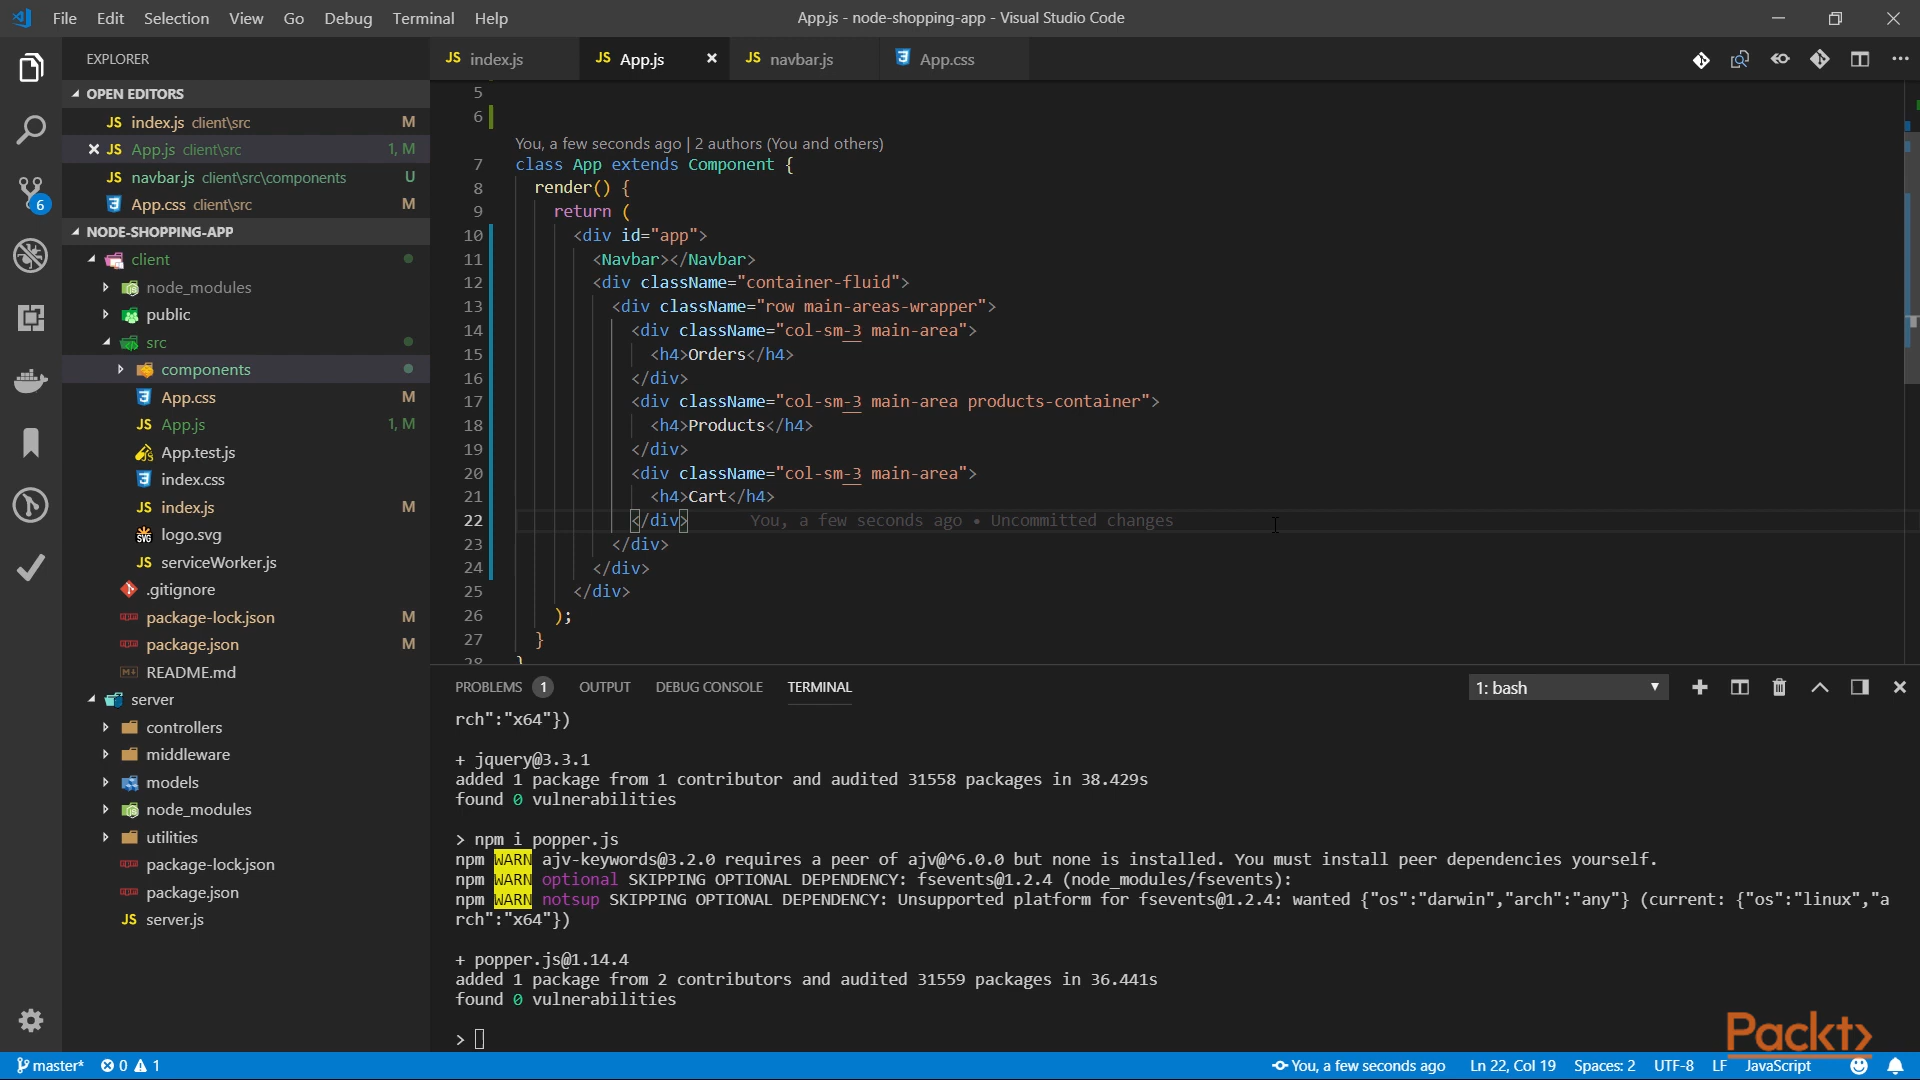 File Edit Selection View Go Debug Terminal Help
App.js - node-shopping-app - Visual Studio Code
EXPLORER
OPEN EDITORS
JS index.js client\src M
JS App.js client\src 1, M
JS navbar.js client\src\components U
App.css client\src M
NODE-SHOPPING-APP
client
node_modules
public
src
components
App.css M
JS App.js 1, M
App.test.js
index.css
JS index.js M
SVG logo.svg
JS serviceWorker.js
.gitignore
package-lock.json M
package.json M
M README.md
server
controllers
middleware
models
node_modules
utilities
package-lock.json
package.json
JS server.js
6
JS index.js JS App.js JS navbar.js App.css
5
6
You, a few seconds ago | 2 authors (You and others)
7 class App extends Component {
8 render() {
9 return (
10 <div id="app">
11 <Navbar></Navbar>
12 <div className="container-fluid">
13 <div className="row main-areas-wrapper">
14 <div className="col-sm-3 main-area">
15 <h4>Orders</h4>
16 </div>
17 <div className="col-sm-3 main-area products-container">
18 <h4>Products</h4>
19 </div>
20 <div className="col-sm-3 main-area">
21 <h4>Cart</h4>
22 </div> You, a few seconds ago • Uncommitted changes
23 </div>
24 </div>
25 </div>
26 );
27 }
28 }
PROBLEMS 1 OUTPUT DEBUG CONSOLE TERMINAL 1: bash
rch":"x64"})
+ jquery@3.3.1
added 1 package from 1 contributor and audited 31558 packages in 38.429s
found 0 vulnerabilities
> npm i popper.js
npm WARN ajv-keywords@3.2.0 requires a peer of ajv@^6.0.0 but none is installed. You must install peer dependencies yourself.
npm WARN optional SKIPPING OPTIONAL DEPENDENCY: fsevents@1.2.4 (node_modules/fsevents):
npm WARN notsup SKIPPING OPTIONAL DEPENDENCY: Unsupported platform for fsevents@1.2.4: wanted {"os":"darwin","arch":"any"} (current: {"os":"linux","a
rch":"x64"})
+ popper.js@1.14.4
added 1 package from 2 contributors and audited 31559 packages in 36.441s
found 0 vulnerabilities
>
Packt>
master* 0 1 You, a few seconds ago Ln 22, Col 19 Spaces: 2 UTF-8 LF JavaScript